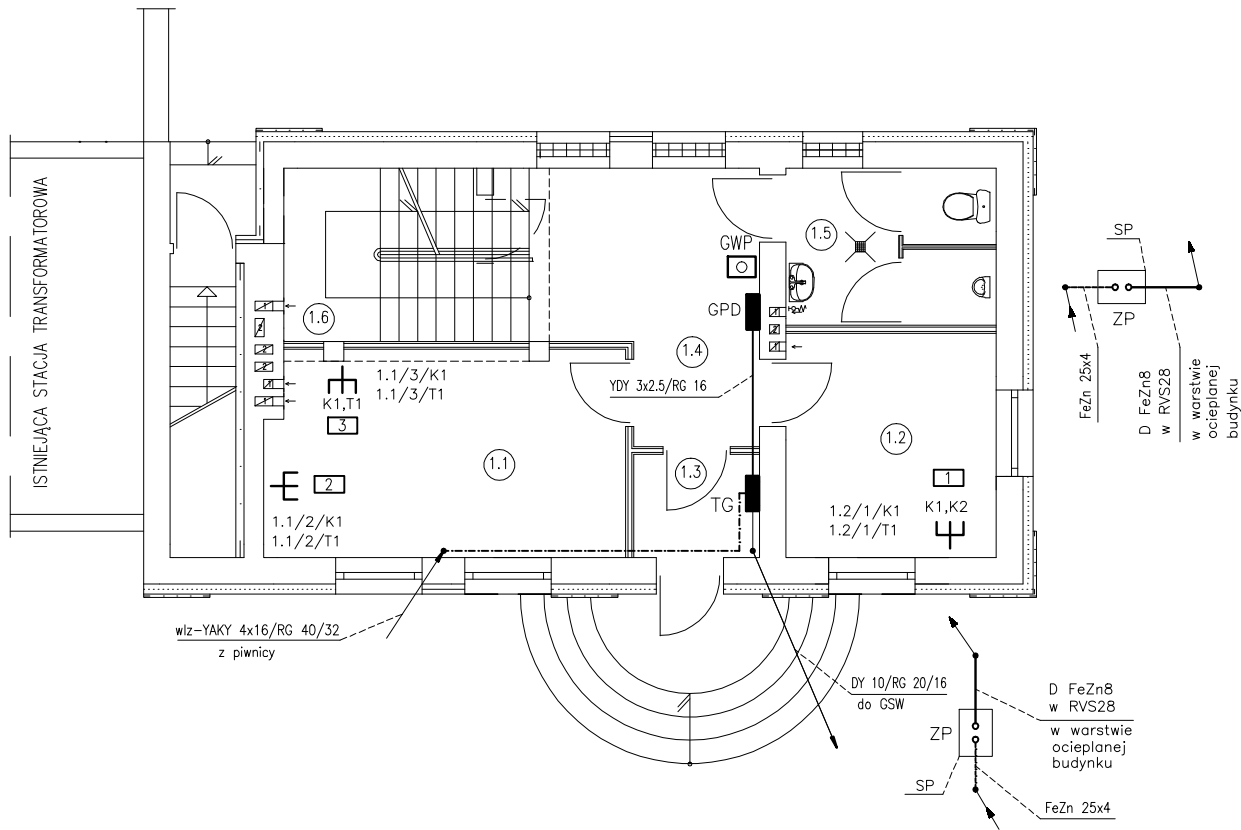 ISTNIEJĄCA STACJA TRANSFORMATOROWA
1.5
GWP
GPD
1.6
1.4
YDY 3x2.5/RG 16
1.1/3/K1
1.1/3/T1
K1,T1
3
1.2
1.1
1.3
2
1
TG
K1,K2
1.1/2/K1
1.1/2/T1
1.2/1/K1
1.2/1/T1
SP
ZP
FeZn 25x4
D FeZn8
w RVS28
w warstwie
ocieplanej
budynku
wlz-YAKY 4x16/RG 40/32
z piwnicy
DY 10/RG 20/16
do GSW
D FeZn8
w RVS28
w warstwie
ocieplanej
budynku
ZP
SP
FeZn 25x4